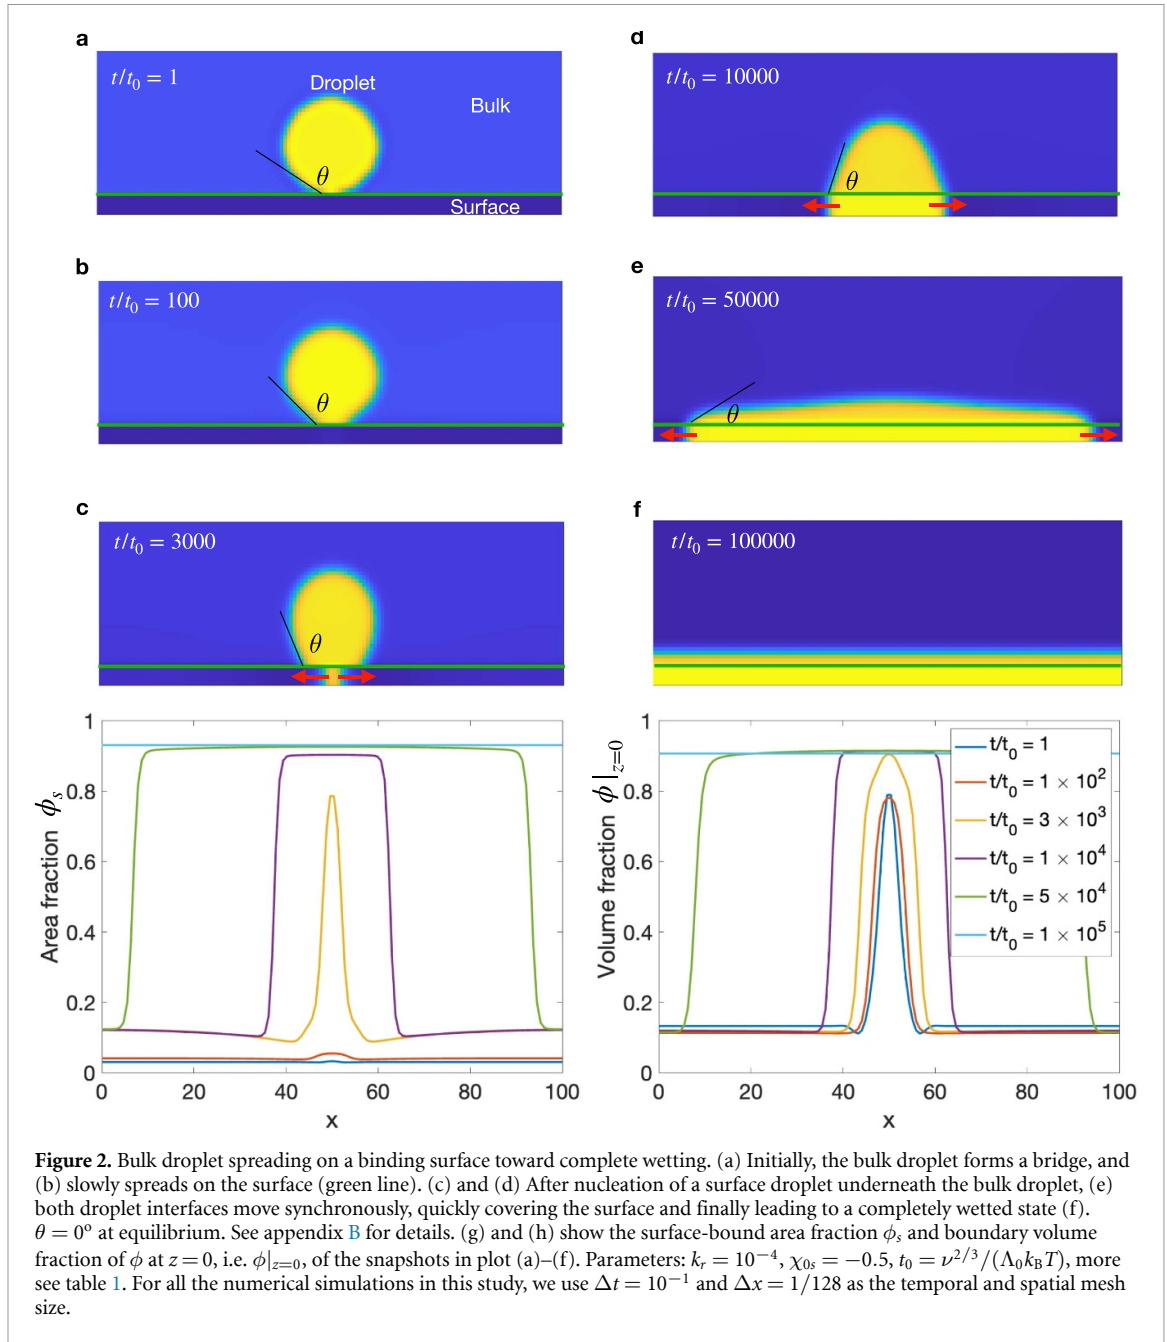 a
t/t0 = 1
Droplet
Bulk
θ
Surface
b
t/t0 = 100
θ
c
t/t0 = 3000
θ
d
t/t0 = 10000
θ
e
t/t0 = 50000
θ
f
t/t0 = 100000
Area fraction ϕs
1
0.8
0.6
0.4
0.2
0
0 20 40 60 80 100
x
Volume fraction ϕ|z=0
1
0.8
0.6
0.4
0.2
0
0 20 40 60 80 100
x
t/t0 = 1
t/t0 = 1 × 10^2
t/t0 = 3 × 10^3
t/t0 = 1 × 10^4
t/t0 = 5 × 10^4
t/t0 = 1 × 10^5
Figure 2. Bulk droplet spreading on a binding surface toward complete wetting. (a) Initially, the bulk droplet forms a bridge, and
(b) slowly spreads on the surface (green line). (c) and (d) After nucleation of a surface droplet underneath the bulk droplet, (e)
both droplet interfaces move synchronously, quickly covering the surface and finally leading to a completely wetted state (f).
θ = 0° at equilibrium. See appendix B for details. (g) and (h) show the surface-bound area fraction ϕs and boundary volume
fraction of ϕ at z = 0, i.e. ϕ|z=0, of the snapshots in plot (a)–(f). Parameters: kr = 10^−4, χ0s = −0.5, t0 = ν^2/3/(Λ0kBT), more
see table 1. For all the numerical simulations in this study, we use Δt = 10^−1 and Δx = 1/128 as the temporal and spatial mesh
size.